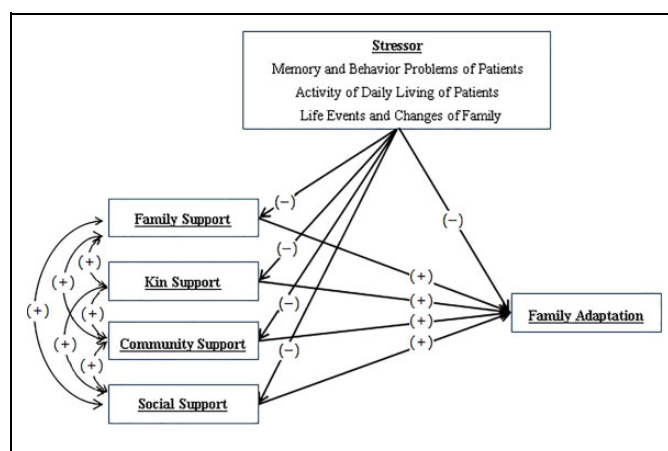 Stressor
Memory and Behavior Problems of Patients
Activity of Daily Living of Patients
Life Events and Changes of Family
(−)
(−)
Family Support
(−)
(+)
(+)
(+)
Kin Support
(+)
(+)
(+)
(−)
(+)
Family Adaptation
(+)
Community Support
(+)
(+)
(+)
(−)
Social Support